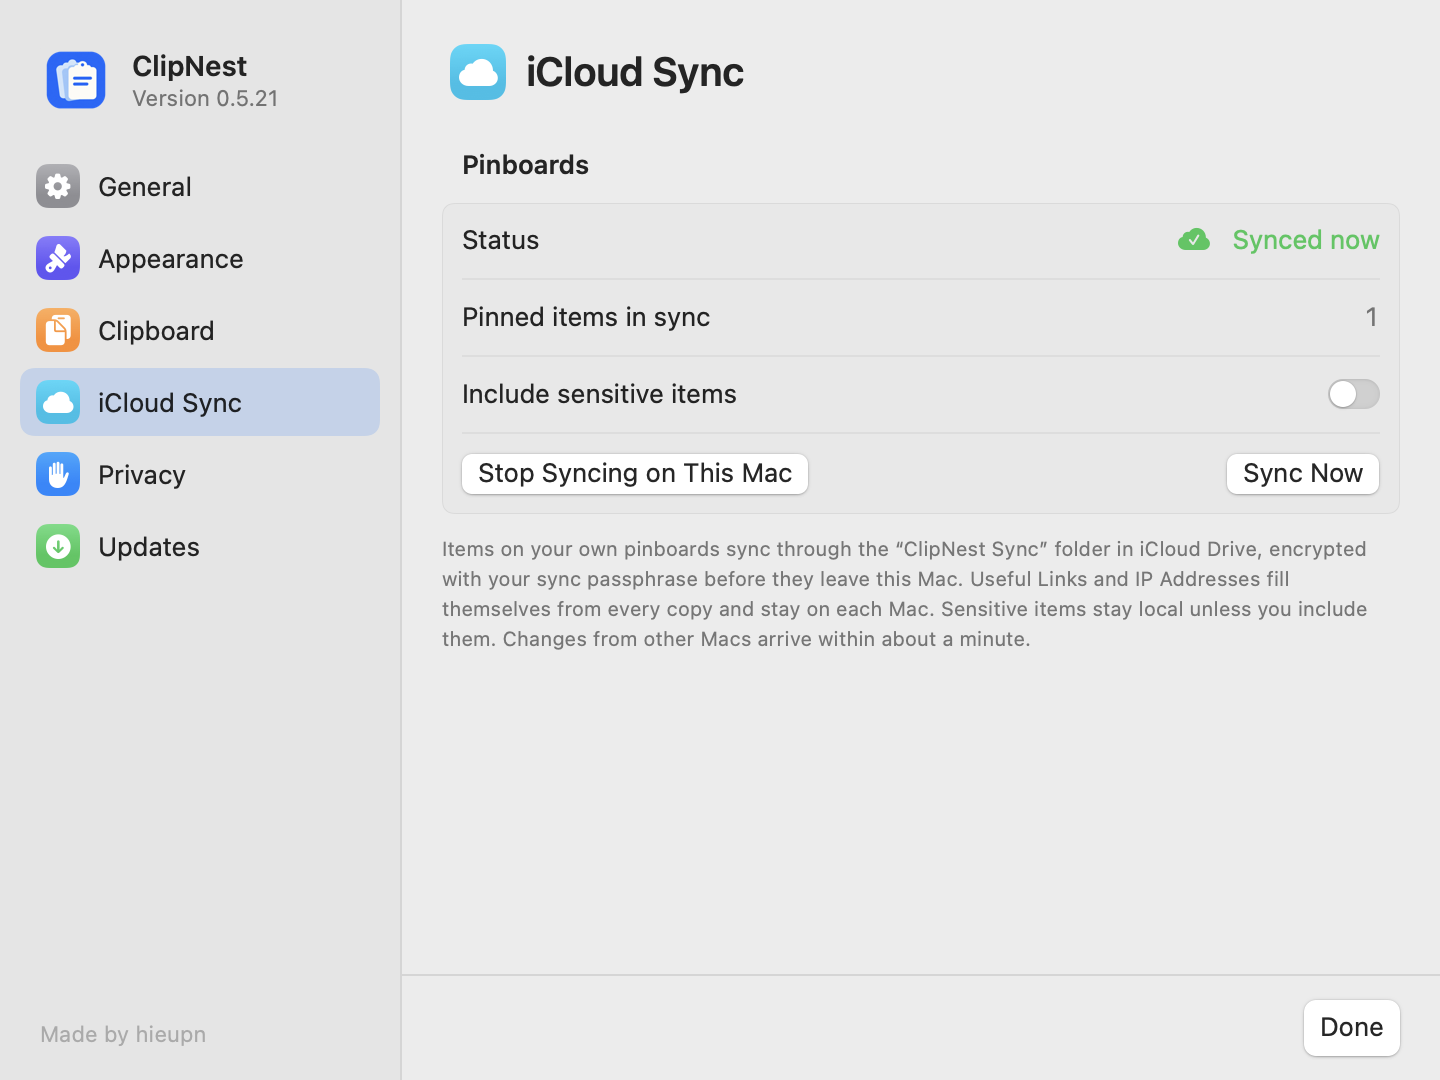 ClipNest
Version 0.5.21
General
Appearance
Clipboard
iCloud Sync
Privacy
Updates
Made by hieupn
iCloud Sync
Pinboards
Status
Synced now
Pinned items in sync
1
Include sensitive items
Stop Syncing on This Mac
Sync Now
Items on your own pinboards sync through the “ClipNest Sync” folder in iCloud Drive, encrypted
with your sync passphrase before they leave this Mac. Useful Links and IP Addresses fill
themselves from every copy and stay on each Mac. Sensitive items stay local unless you include
them. Changes from other Macs arrive within about a minute.
Done